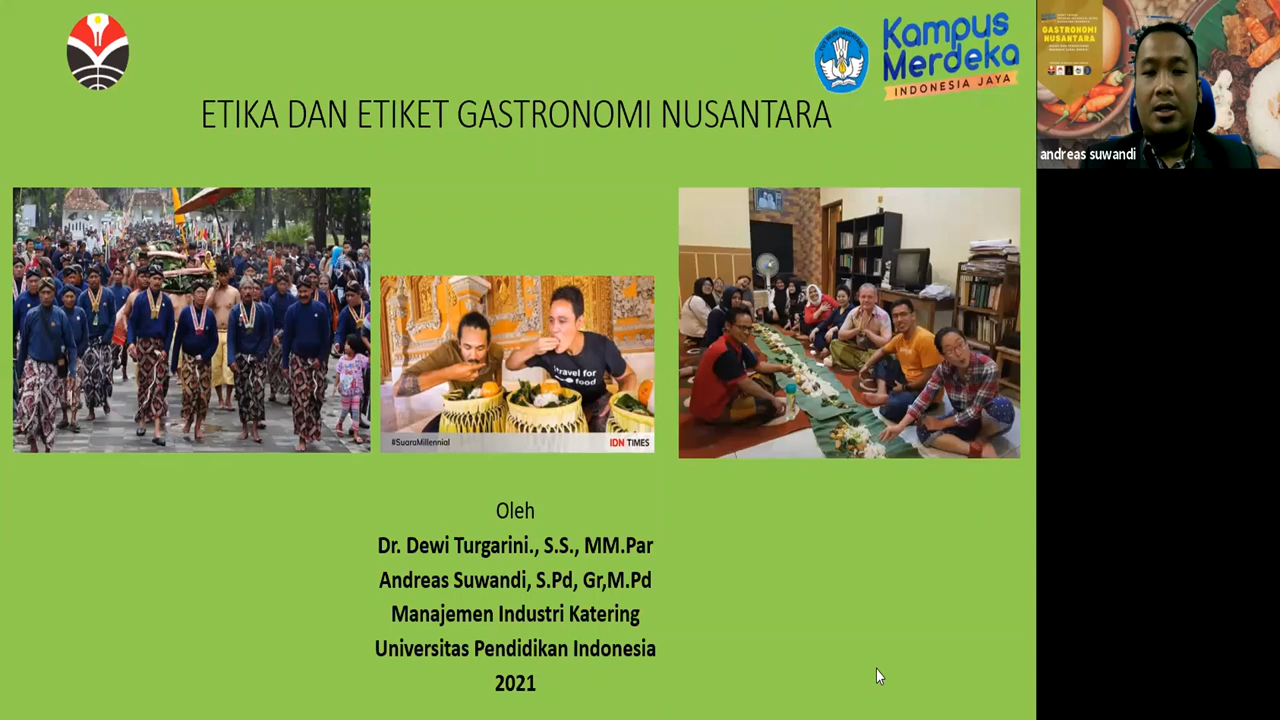 Kampus
Merdeka
INDONESIA JAYA
GASTRONOMI
NUSANTARA
andreas suwandi
ETIKA DAN ETIKET GASTRONOMI NUSANTARA
travel for
food
#SuaraMillennial
IDN TIMES
Oleh
Dr. Dewi Turgarini., S.S., MM.Par
Andreas Suwandi, S.Pd, Gr,M.Pd
Manajemen Industri Katering
Universitas Pendidikan Indonesia
2021